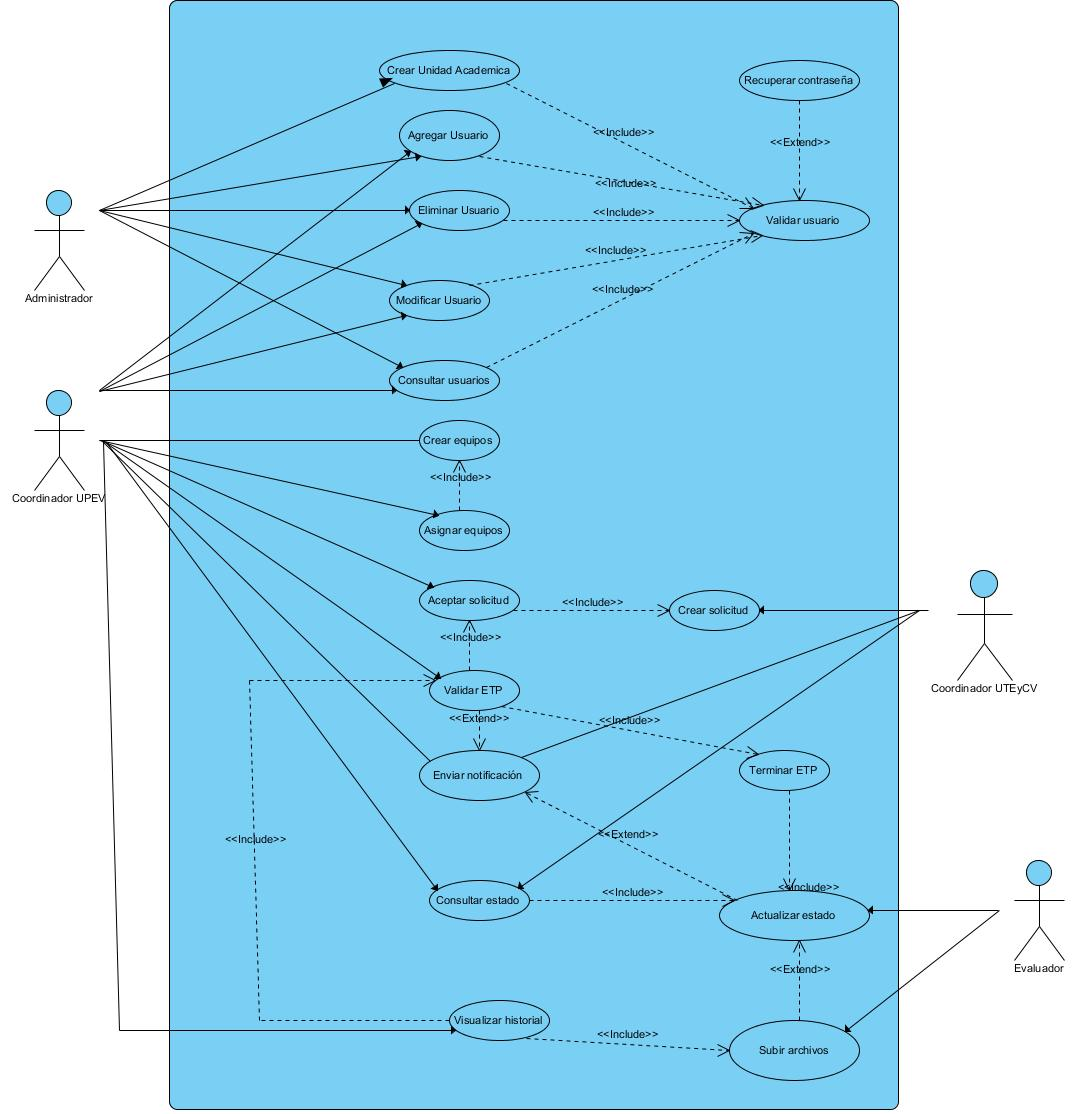 Crear Unidad Academica
Recuperar contraseña
Agregar Usuario
<<Include>>
<<Extend>>
<<Include>>
Eliminar Usuario
<<Include>>
Validar usuario
<<Include>>
Administrador
Modificar Usuario
<<Include>>
Consultar usuarios
Crear equipos
<<Include>>
Coordinador UPEV
Asignar equipos
Aceptar solicitud
<<Include>>
Crear solicitud
<<Include>>
Validar ETP
Coordinador UTEyCV
<<Extend>>
<<Include>>
Enviar notificación
Terminar ETP
<<Include>>
<<Extend>>
Consultar estado
<<Include>>
<<Include>>
Actualizar estado
<<Extend>>
Evaluador
Visualizar historial
<<Include>>
Subir archivos